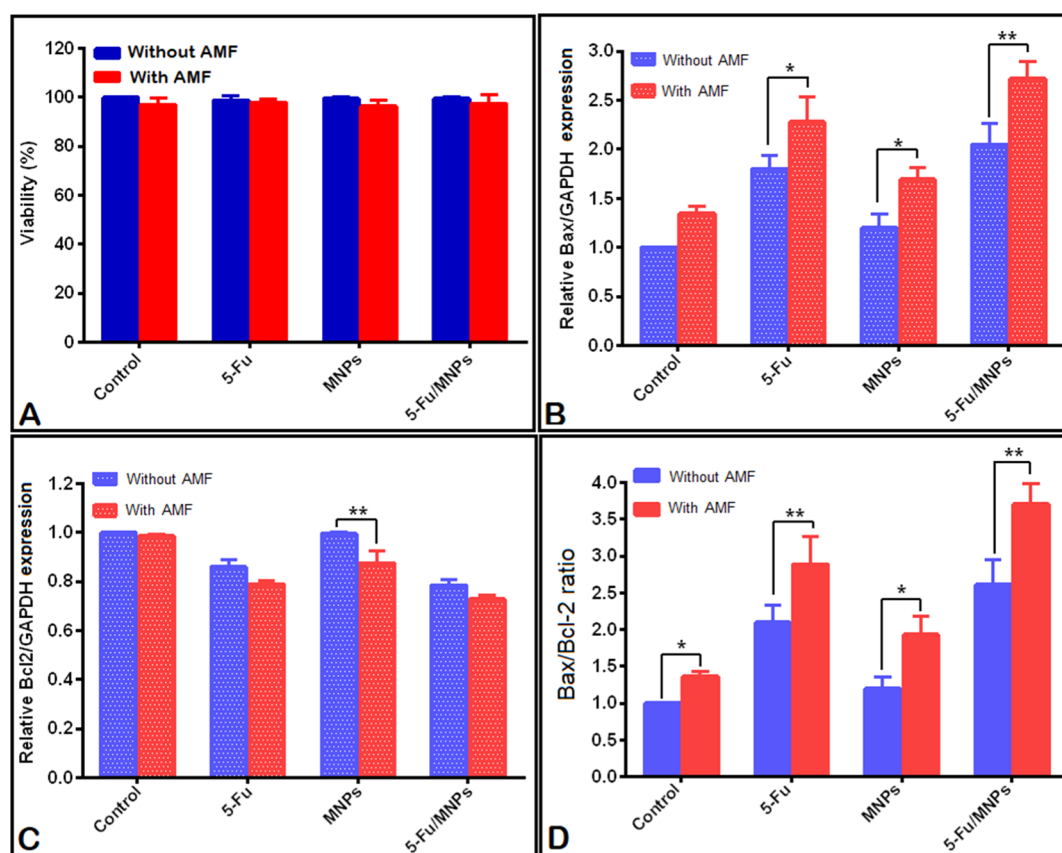 Viability (%)
120
100
80
60
40
20
0
Without AMF
With AMF
Control
5-Fu
MNPs
5-Fu/MNPs
A
Relative Bax/GAPDH expression
3.0
2.5
2.0
1.5
1.0
0.5
0.0
Without AMF
With AMF
*
*
**
Control
5-Fu
MNPs
5-Fu/MNPs
B
Relative Bcl2/GAPDH expression
1.2
1.0
0.8
0.6
0.4
0.2
0.0
Without AMF
With AMF
**
Control
5-Fu
MNPs
5-Fu/MNPs
C
Bax/Bcl-2 ratio
4.0
3.5
3.0
2.5
2.0
1.5
1.0
0.5
0.0
Without AMF
With AMF
*
**
*
**
Control
5-Fu
MNPs
5-Fu/MNPs
D